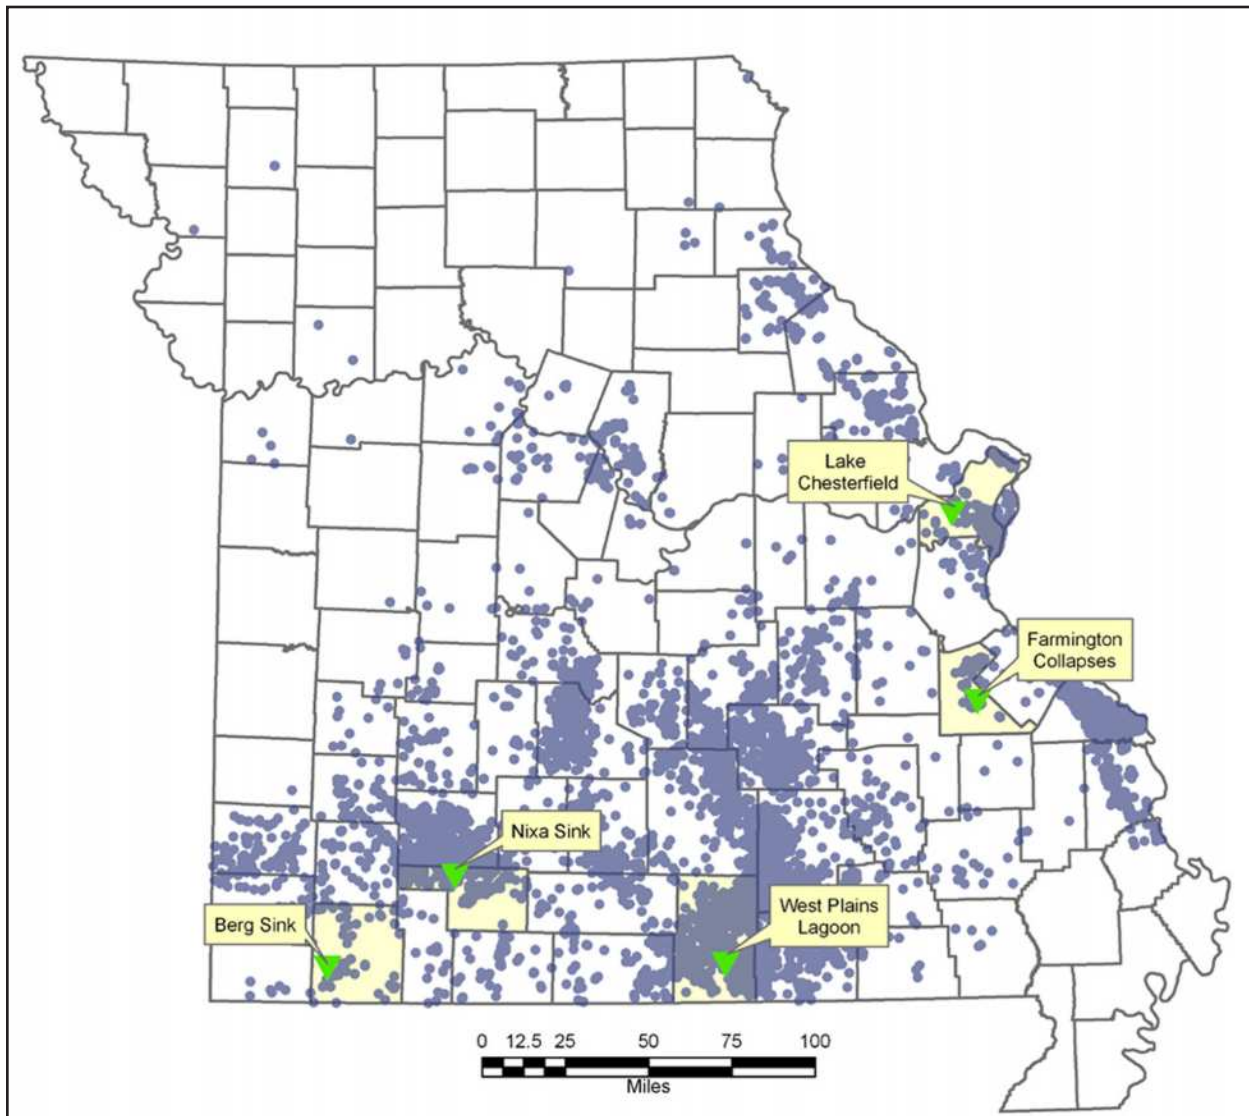 Lake
Chesterfield
Farmington
Collapses
Nixa Sink
West Plains
Lagoon
Berg Sink
0 12.5 25 50 75 100
Miles